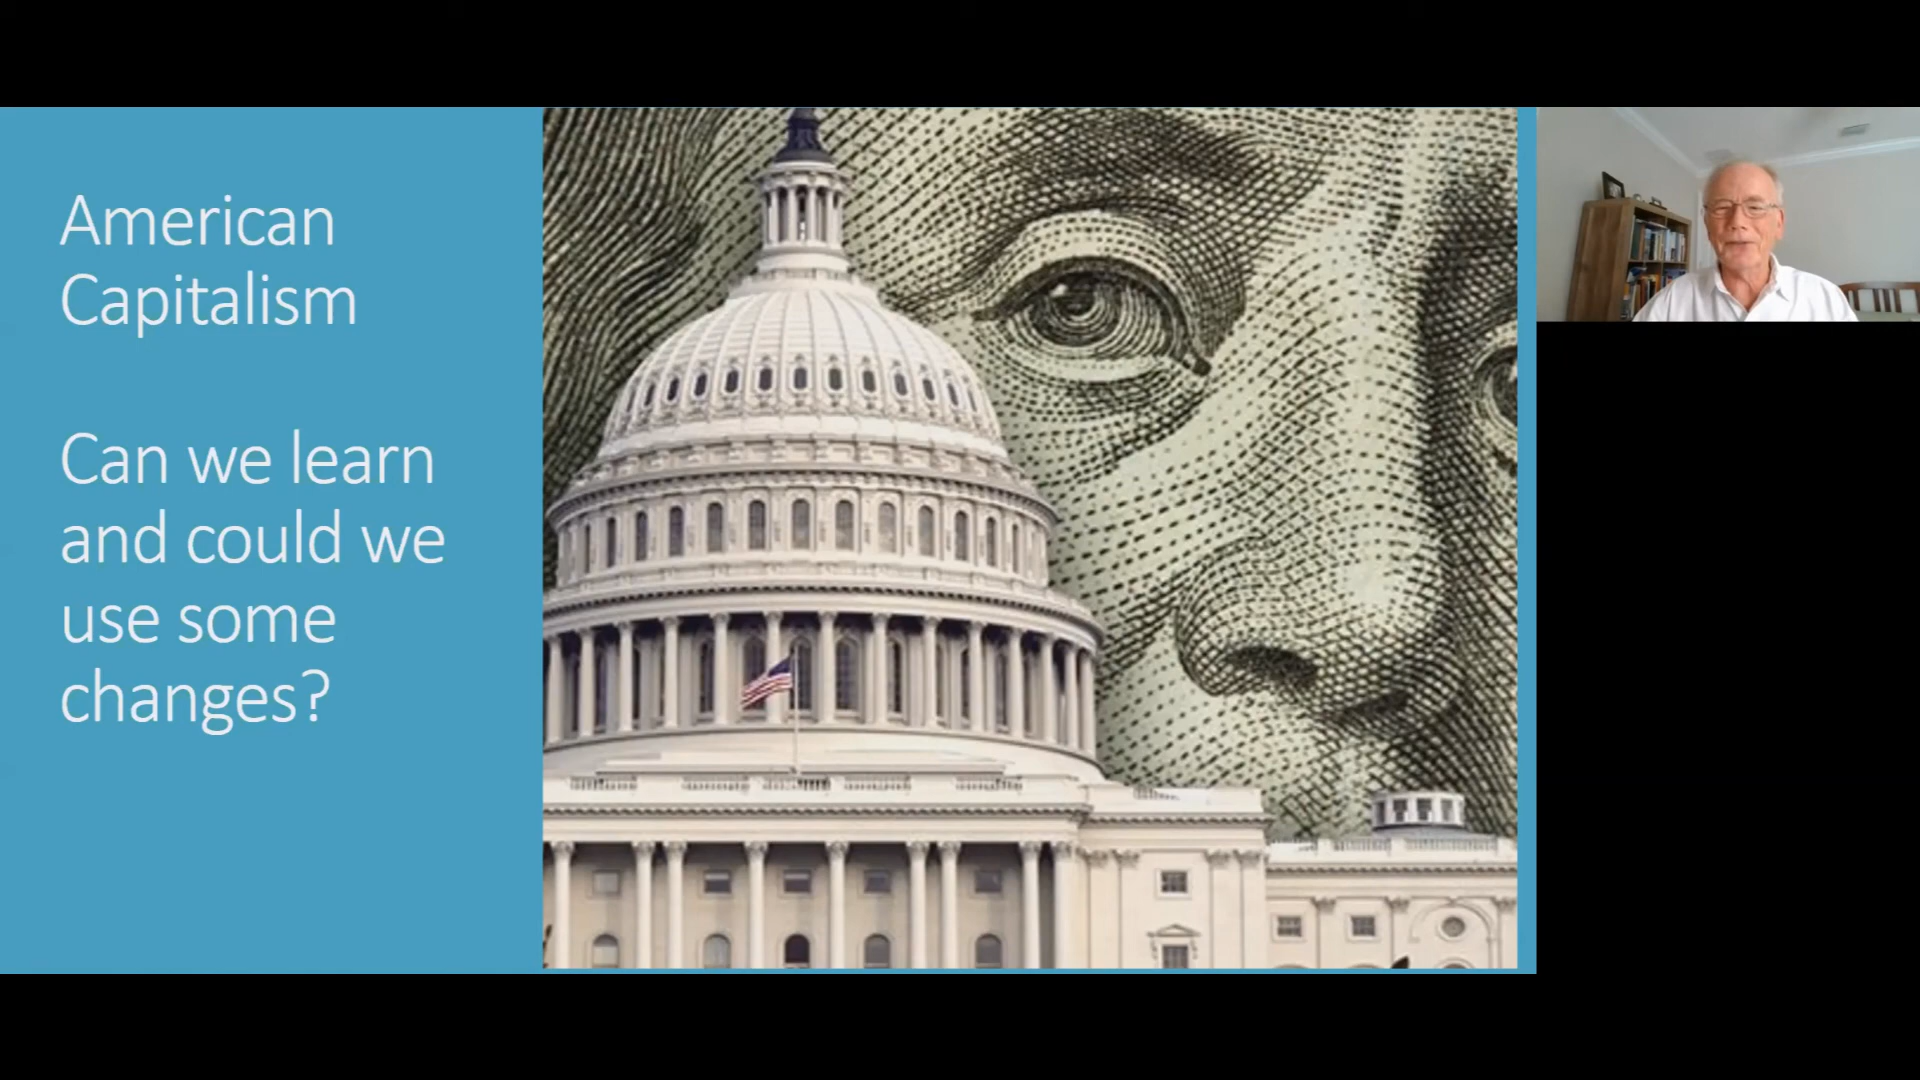 American
Capitalism
Can we learn
and could we
use some
changes?